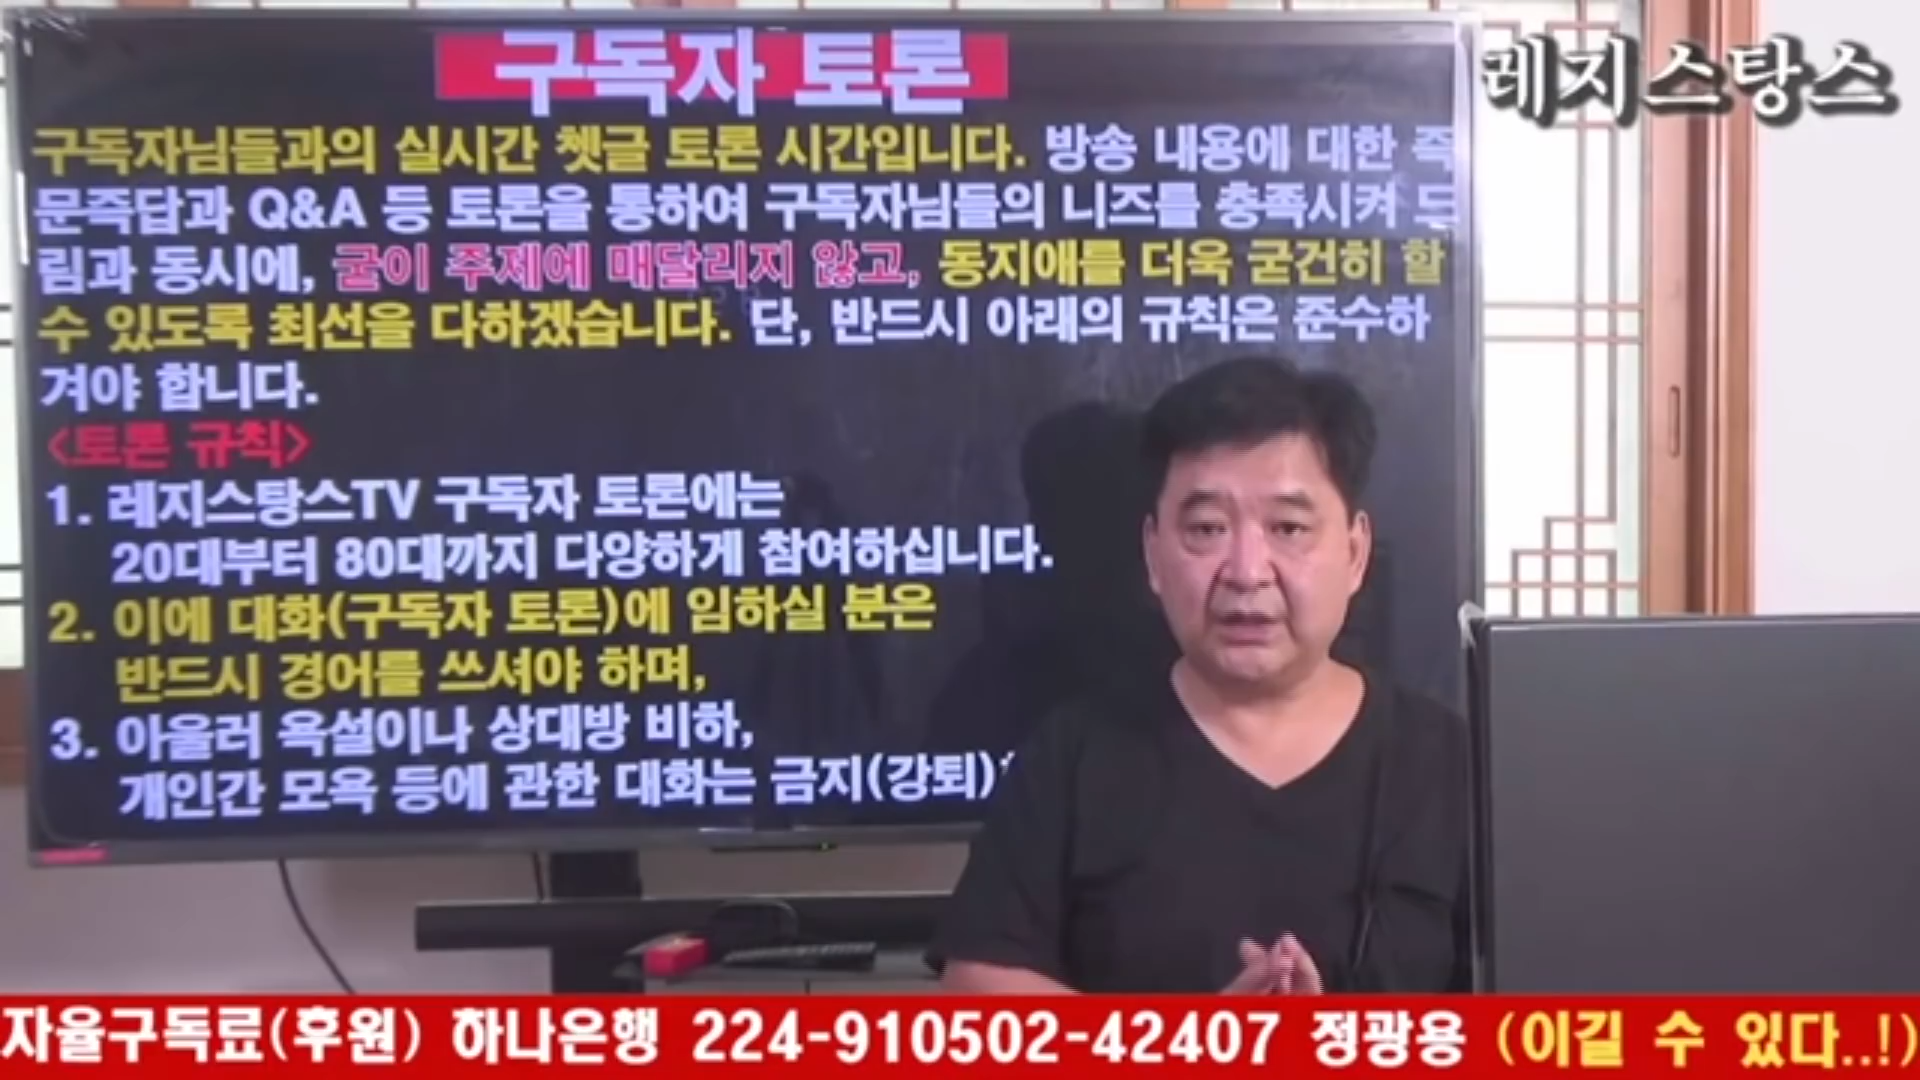 구독자 토론
레지스탕스
구독자님들과의 실시간 쳇글 토론 시간입니다. 방송 내용에 대한 즉
문즉답과 Q&A 등 토론을 통하여 구독자님들의 니즈를 충족시켜 드
림과 동시에, 굳이 주제에 매달리지 않고, 동지애를 더욱 굳건히 할
수 있도록 최선을 다하겠습니다. 단, 반드시 아래의 규칙은 준수하
겨야 합니다.
<토론 규칙>
1. 레지스탕스TV 구독자 토론에는
20대부터 80대까지 다양하게 참여하십니다.
2. 이에 대화(구독자 토론)에 임하실 분은
반드시 경어를 쓰셔야 하며,
3. 아울러 욕설이나 상대방 비하,
개인간 모욕 등에 관한 대화는 금지(강퇴)
자율구독료(후원) 하나은행 224-910502-42407 정광용 (이길 수 있다..!)